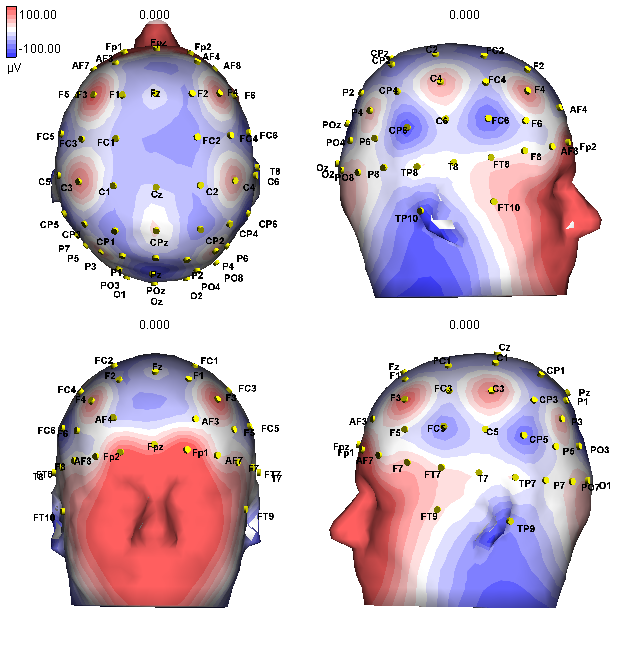 100.00
-100.00
µV
0.000
Fp1 Fpz Fp2
AF3 AF4
AF7 AF8
F5 F3 F1 Fz F2 F4 F6
FC5 FC3 FC1 FC2 FC4 FC6
T8
C5 C3 C1 Cz C2 C4 C6
CP5 CP3 CP1 CPz CP2 CP4 CP6
P7 P5 P3 P1 Pz P2 P4 P6
PO3 POz PO4 PO8
O1 Oz O2
0.000
CPz CP2 C2 FC2 F2
P2 CP4 C4 FC4 F4 AF4
POz P4 CP6 C6 FC6 F6
PO4 P6 F8 AF8 Fp2
Oz O2 PO8 P8 TP8 T8 FT8
TP10 FT10
0.000
FC2 Fz FC1
F2 F1
FC4 F4 F3 FC3
FC6 F6 AF4 AF3 F5 FC5
AF8 Fp2 Fpz Fp1 AF7
FT8 F8 F7 FT7
T8 T7
FT10 FT9
0.000
Fz F1 FC1 Cz C1 CP1
AF3 F3 FC3 C3 CP3 Pz P1
F5 FC5 C5 CP5 P3
Fpz Fp1 AF7 P5 PO3
F7 FT7 T7 TP7 P7 PO7 O1
FT9 TP9